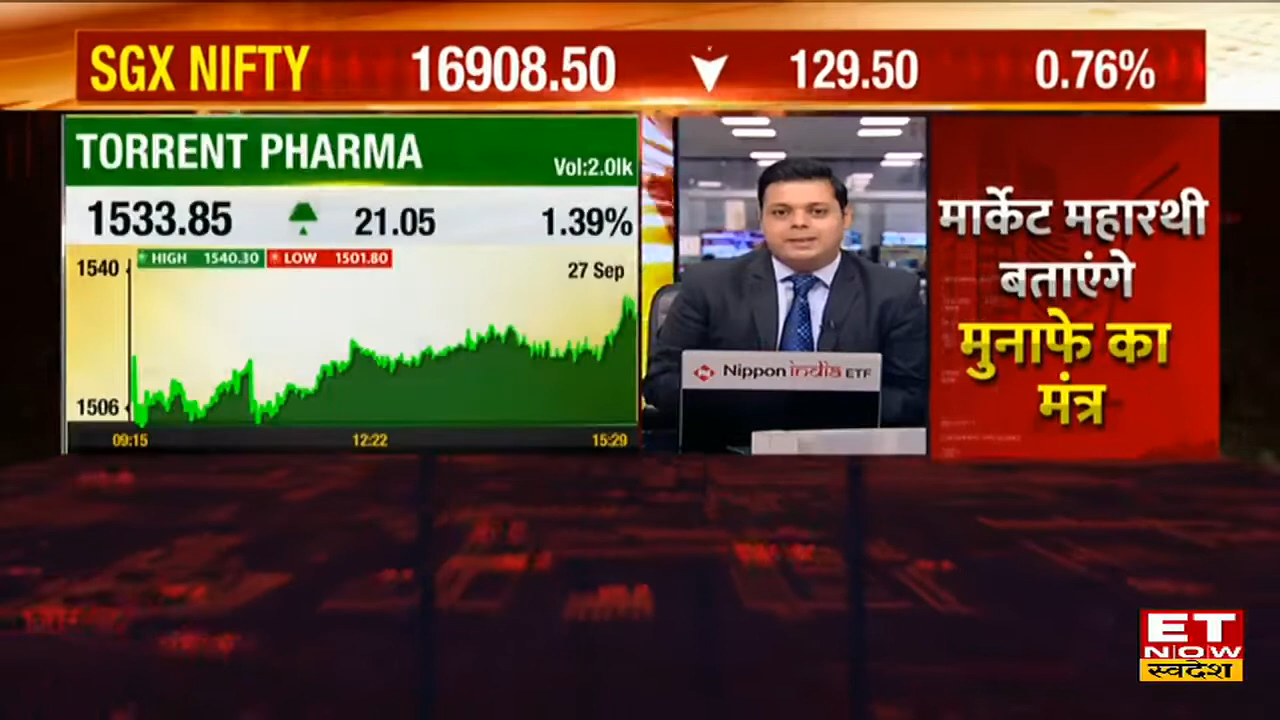 SGX NIFTY 16908.50 129.50 0.76%
TORRENT PHARMA Vol:2.0lk
1533.85 21.05 1.39%
HIGH 1540.30 LOW 1501.80
1540 27 Sep
1506
09:15 12:22 15:29
Nippon india ETF
मार्केट महारथी
बताएंगे
मुनाफे का
मंत्र
ET
NOW
स्वदेश